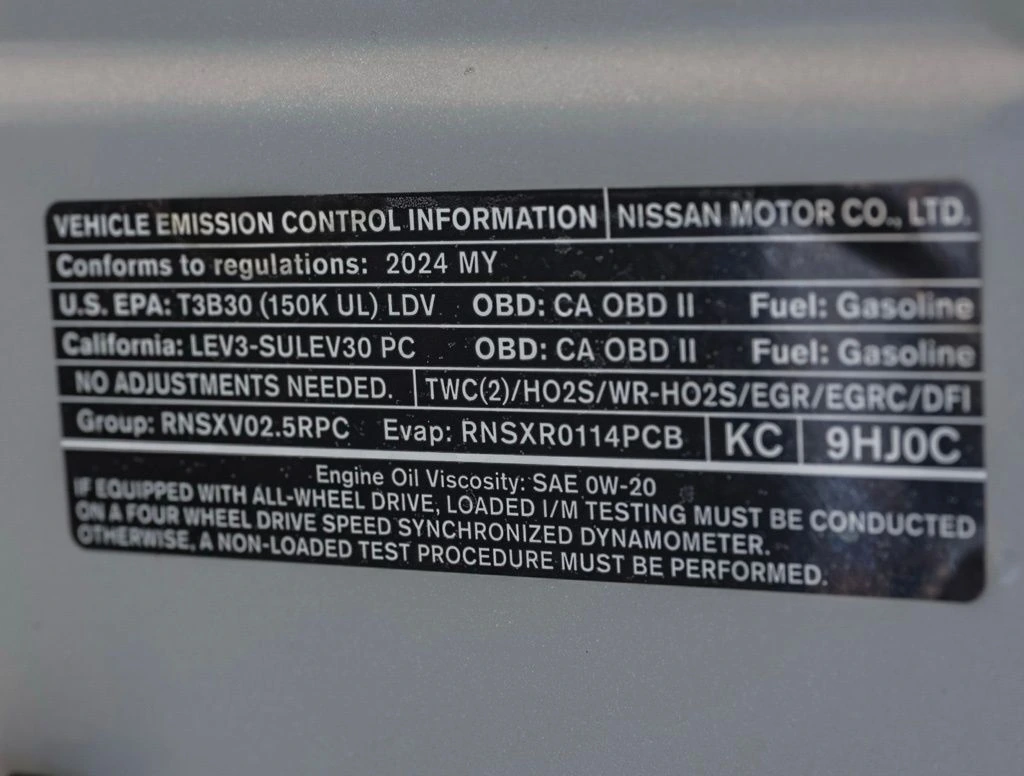 VEHICLE EMISSION CONTROL INFORMATION NISSAN MOTOR CO., LTD.
Conforms to regulations: 2024 MY
U.S. EPA: T3B30 (150K UL) LDV OBD: CA OBD II Fuel: Gasoline
California: LEV3-SULEV30 PC OBD: CA OBD II Fuel: Gasoline
NO ADJUSTMENTS NEEDED. TWC(2)/HO2S/WR-HO2S/EGR/EGRC/DFI
Group: RNSXV02.5RPC Evap: RNSXR0114PCB KC 9HJ0C
Engine Oil Viscosity: SAE 0W-20
IF EQUIPPED WITH ALL-WHEEL DRIVE, LOADED I/M TESTING MUST BE CONDUCTED
ON A FOUR WHEEL DRIVE SPEED SYNCHRONIZED DYNAMOMETER.
OTHERWISE, A NON-LOADED TEST PROCEDURE MUST BE PERFORMED.